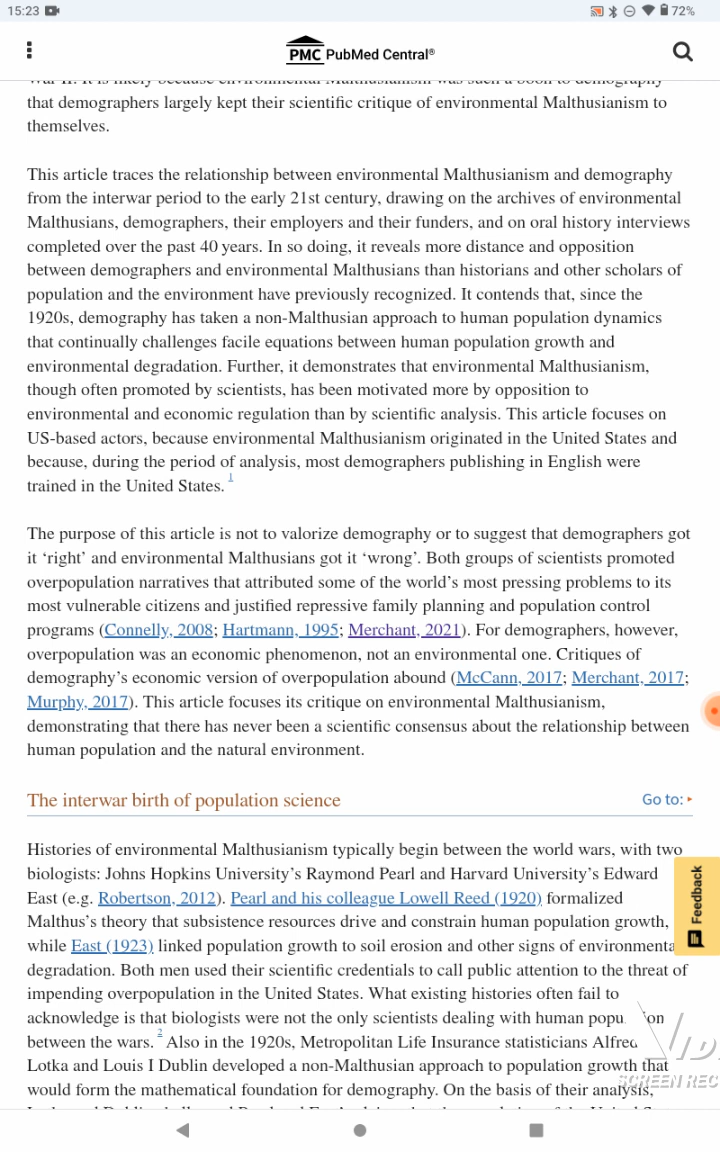 15:23
72%
PMC PubMed Central®
that demographers largely kept their scientific critique of environmental Malthusianism to
themselves.
This article traces the relationship between environmental Malthusianism and demography
from the interwar period to the early 21st century, drawing on the archives of environmental
Malthusians, demographers, their employers and their funders, and on oral history interviews
completed over the past 40 years. In so doing, it reveals more distance and opposition
between demographers and environmental Malthusians than historians and other scholars of
population and the environment have previously recognized. It contends that, since the
1920s, demography has taken a non-Malthusian approach to human population dynamics
that continually challenges facile equations between human population growth and
environmental degradation. Further, it demonstrates that environmental Malthusianism,
though often promoted by scientists, has been motivated more by opposition to
environmental and economic regulation than by scientific analysis. This article focuses on
US-based actors, because environmental Malthusianism originated in the United States and
because, during the period of analysis, most demographers publishing in English were
trained in the United States. 1
The purpose of this article is not to valorize demography or to suggest that demographers got
it ‘right’ and environmental Malthusians got it ‘wrong’. Both groups of scientists promoted
overpopulation narratives that attributed some of the world’s most pressing problems to its
most vulnerable citizens and justified repressive family planning and population control
programs (Connelly, 2008; Hartmann, 1995; Merchant, 2021). For demographers, however,
overpopulation was an economic phenomenon, not an environmental one. Critiques of
demography’s economic version of overpopulation abound (McCann, 2017; Merchant, 2017;
Murphy, 2017). This article focuses its critique on environmental Malthusianism,
demonstrating that there has never been a scientific consensus about the relationship between
human population and the natural environment.
The interwar birth of population science
Go to:
Histories of environmental Malthusianism typically begin between the world wars, with two
biologists: Johns Hopkins University’s Raymond Pearl and Harvard University’s Edward
East (e.g. Robertson, 2012). Pearl and his colleague Lowell Reed (1920) formalized
Malthus’s theory that subsistence resources drive and constrain human population growth,
while East (1923) linked population growth to soil erosion and other signs of environmenta
degradation. Both men used their scientific credentials to call public attention to the threat of
impending overpopulation in the United States. What existing histories often fail to
acknowledge is that biologists were not the only scientists dealing with human popu ion
between the wars. 2 Also in the 1920s, Metropolitan Life Insurance statisticians Alfred
Lotka and Louis I Dublin developed a non-Malthusian approach to population growth that
would form the mathematical foundation for demography. On the basis of their analysis,
Feedback
VID
SCREEN REC